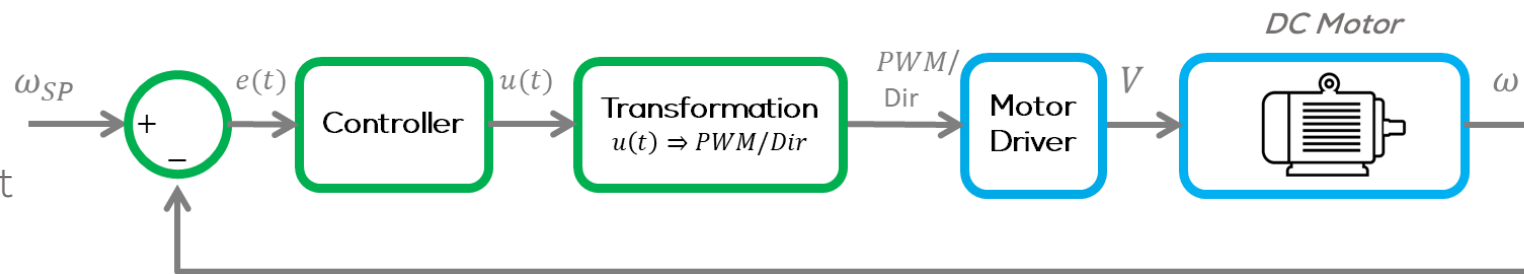 DC Motor
ω_SP
e(t)
u(t)
PWM/
Dir
V
ω
+
−
Controller
Transformation
u(t) ⇒ PWM/Dir
Motor
Driver
t